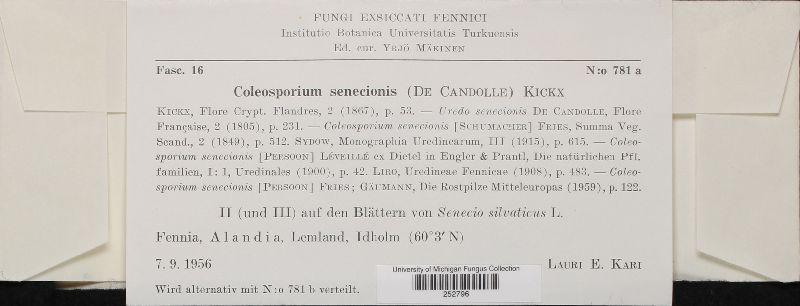 FUNGI EXSICCATI FENNICI
Institutio Botanica Universitatis Turkuensis
Ed. cur. YRJÖ MÄKINEN
Fasc. 16 N:o 781 a
Coleosporium senecionis (DE CANDOLLE) KICKX
KICKX, Flore Crypt. Flandres, 2 (1867), p. 53. — Uredo senecionis DE CANDOLLE, Flore
Française, 2 (1805), p. 231. — Coleosporium senecionis [SCHUMACHER] FRIES, Summa Veg.
Scand., 2 (1849), p. 512. SYDOW, Monographia Uredinearum, III (1915), p. 615. — Coleo-
sporium senecionis [PERSOON] LÉVEILLÉ ex Dietel in Engler & Prantl, Die natürlichen Pfl.
familien, I: 1, Uredinales (1900), p. 42. LIRO, Uredineae Fennicae (1908), p. 483. — Coleo-
sporium senecionis [PERSOON] FRIES; GÄUMANN, Die Rostpilze Mitteleuropas (1959), p. 122.
II (und III) auf den Blättern von Senecio silvaticus L.
Fennia, Alandia, Lemland, Idholm (60°3′ N)
7. 9. 1956 LAURI E. KARI
Wird alternativ mit N:o 781 b verteilt.
University of Michigan Fungus Collection
252796